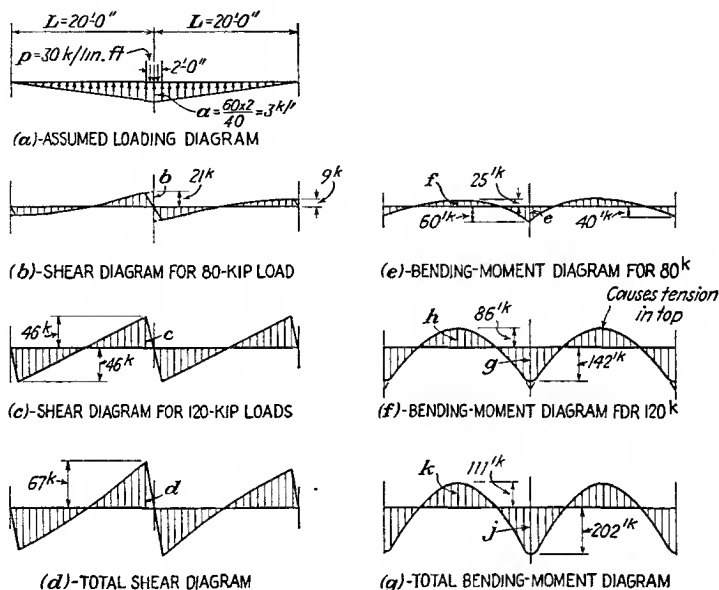 L=20'-0" L=20'-0"
p=30 k/lin.ft
2'-0"
a=60x2/40=3k/'
(a)-ASSUMED LOADING DIAGRAM
b 21k 9k
(b)-SHEAR DIAGRAM FOR 80-KIP LOAD
46k c
46k
(c)-SHEAR DIAGRAM FOR 120-KIP LOADS
67k d
(d)-TOTAL SHEAR DIAGRAM
f 25'k
60'k e 40'k
(e)-BENDING-MOMENT DIAGRAM FOR 80k
Causes tension
in top
h 86'k
g 142'k
(f)-BENDING-MOMENT DIAGRAM FDR 120k
k 111'k
j 202'k
(g)-TOTAL BENDING-MOMENT DIAGRAM